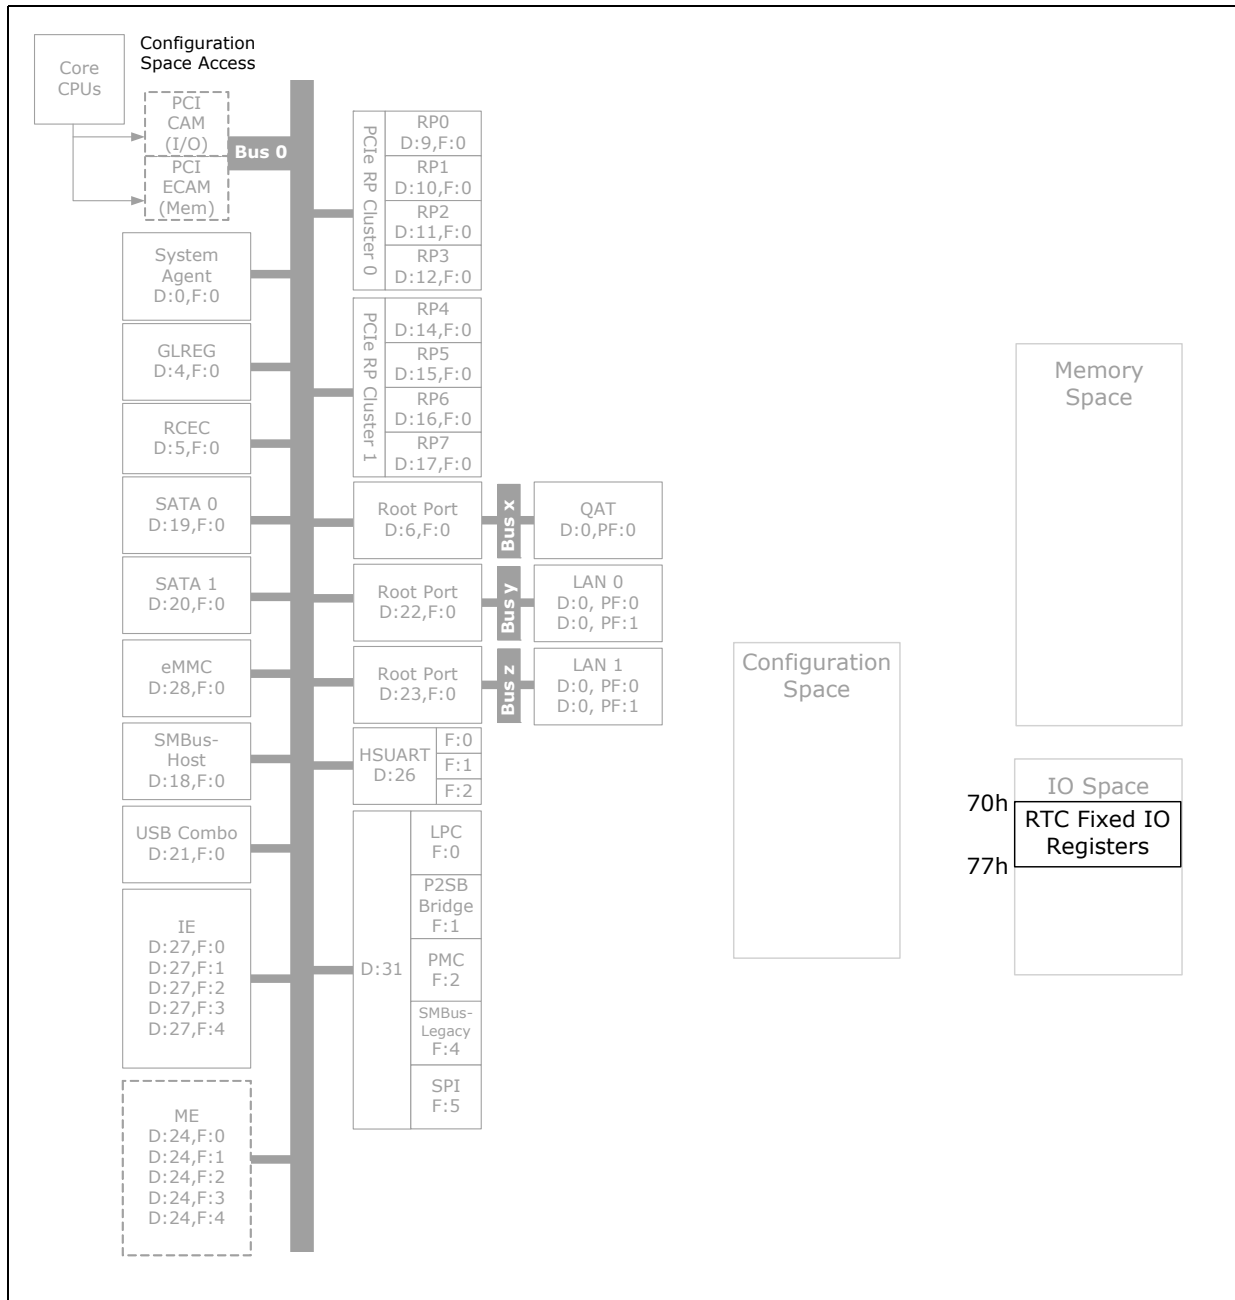 Configuration
Space Access
Core
CPUs
PCI
CAM
(I/O)
PCI
ECAM
(Mem)
Bus 0
System
Agent
D:0,F:0
GLREG
D:4,F:0
RCEC
D:5,F:0
SATA 0
D:19,F:0
SATA 1
D:20,F:0
eMMC
D:28,F:0
SMBus-
Host
D:18,F:0
USB Combo
D:21,F:0
IE
D:27,F:0
D:27,F:1
D:27,F:2
D:27,F:3
D:27,F:4
ME
D:24,F:0
D:24,F:1
D:24,F:2
D:24,F:3
D:24,F:4
PCIe RP Cluster 0
RP0
D:9,F:0
RP1
D:10,F:0
RP2
D:11,F:0
RP3
D:12,F:0
PCIe RP Cluster 1
RP4
D:14,F:0
RP5
D:15,F:0
RP6
D:16,F:0
RP7
D:17,F:0
Root Port
D:6,F:0
Bus x
QAT
D:0,PF:0
Root Port
D:22,F:0
Bus y
LAN 0
D:0, PF:0
D:0, PF:1
Root Port
D:23,F:0
Bus z
LAN 1
D:0, PF:0
D:0, PF:1
HSUART
D:26
F:0
F:1
F:2
D:31
LPC
F:0
P2SB
Bridge
F:1
PMC
F:2
SMBus-
Legacy
F:4
SPI
F:5
Configuration
Space
Memory
Space
IO Space
70h
RTC Fixed IO
Registers
77h